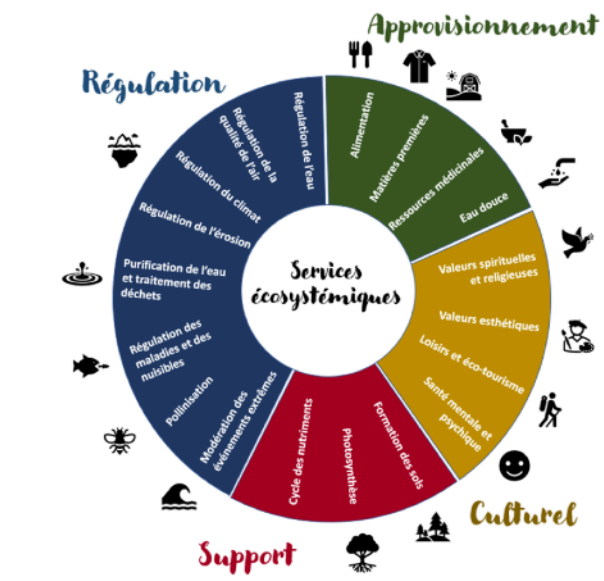 Approvisionnement
Régulation
Alimentation
Matières premières
Ressources médicinales
Eau douce
Valeurs spirituelles
et religieuses
Valeurs esthétiques
Loisirs et éco-tourisme
Santé mentale et
psychique
Culturel
Formation des sols
Photosynthèse
Cycle des nutriments
Support
Modération des
événements extrêmes
Pollinisation
Régulation des
maladies et des
nuisibles
Purification de l'eau
et traitement des
déchets
Régulation de l'érosion
Régulation du climat
Régulation de la
qualité de l'air
Régulation de l'eau
Services
écosystémiques